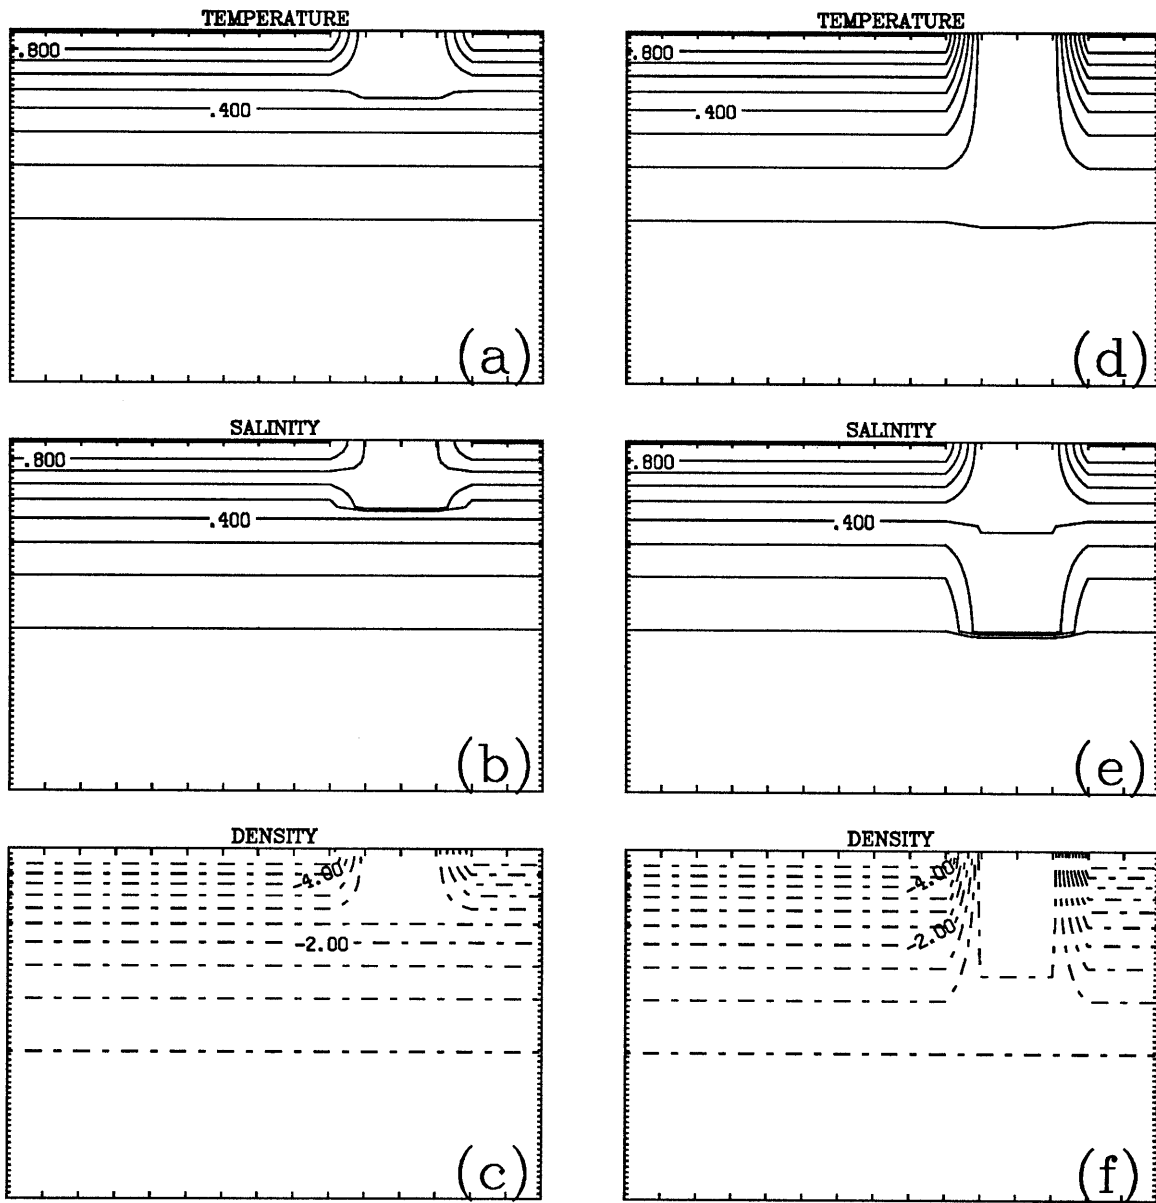 TEMPERATURE
.800
.400
(a)
SALINITY
.800
.400
(b)
DENSITY
-4.00
-2.00
(c)
TEMPERATURE
.800
.400
(d)
SALINITY
.800
.400
(e)
DENSITY
-4.00
-2.00
(f)